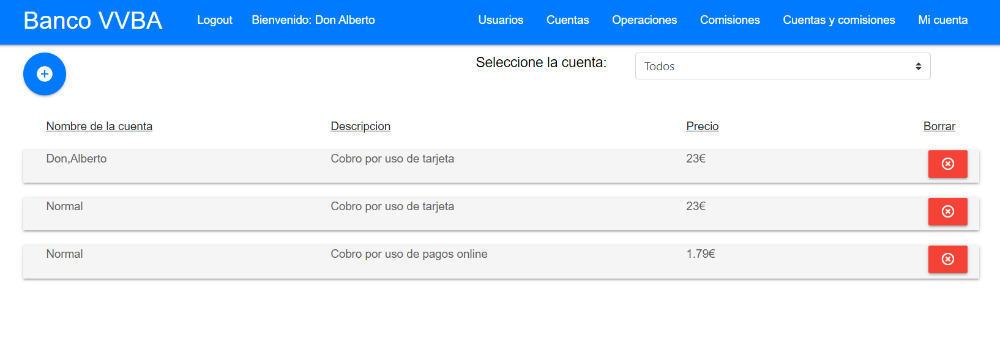 Banco VVBA Logout Bienvenido: Don Alberto Usuarios Cuentas Operaciones Comisiones Cuentas y comisiones Mi cuenta
Seleccione la cuenta: Todos
Nombre de la cuenta Descripcion Precio Borrar
Don,Alberto Cobro por uso de tarjeta 23€
Normal Cobro por uso de tarjeta 23€
Normal Cobro por uso de pagos online 1.79€